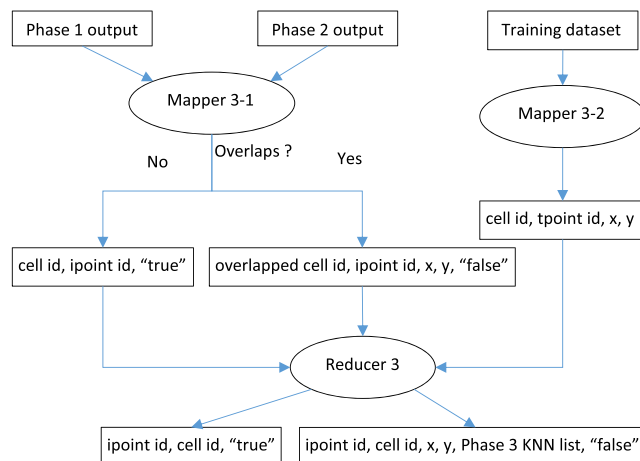 Phase 1 output
Phase 2 output
Training dataset
Mapper 3-1
Mapper 3-2
No
Overlaps ?
Yes
cell id, tpoint id, x, y
cell id, ipoint id, “true”
overlapped cell id, ipoint id, x, y, “false”
Reducer 3
ipoint id, cell id, “true”
ipoint id, cell id, x, y, Phase 3 KNN list, “false”